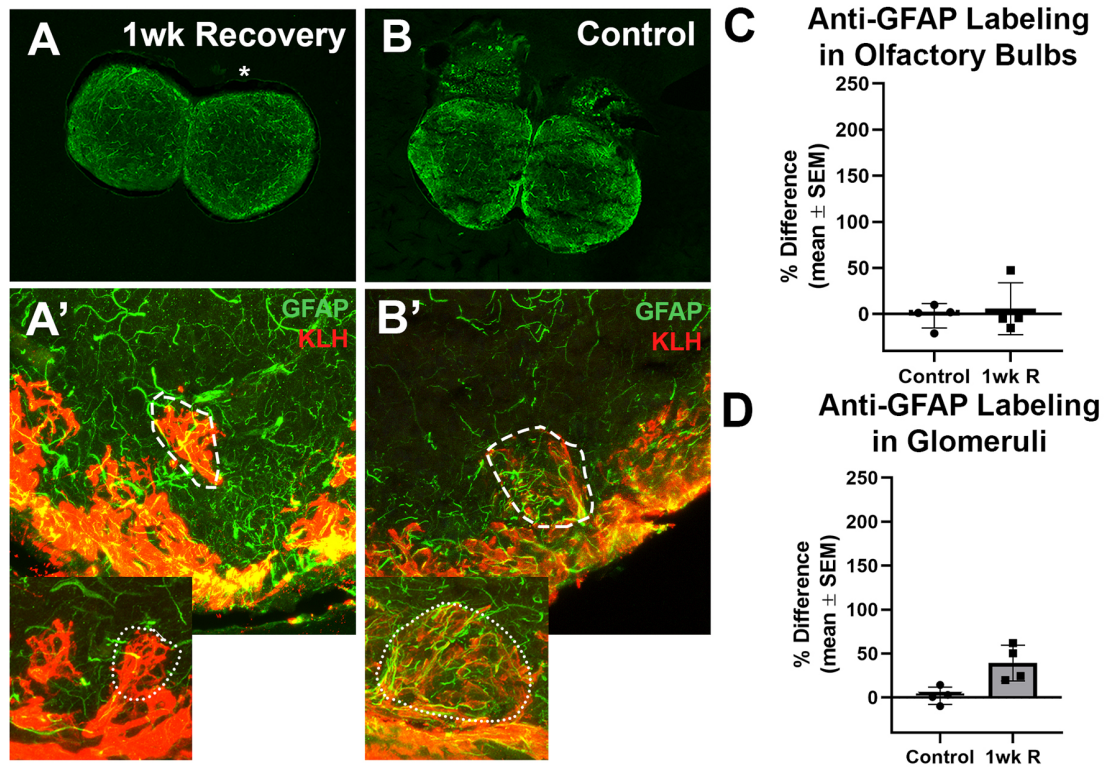 A
1wk Recovery
*
B
Control
A’
GFAP
KLH
B’
GFAP
KLH
C
Anti-GFAP Labeling
in Olfactory Bulbs
% Difference
(mean ± SEM)
250
200
150
100
50
0
Control
1wk R
D
Anti-GFAP Labeling
in Glomeruli
% Difference
(mean ± SEM)
250
200
150
100
50
0
Control
1wk R